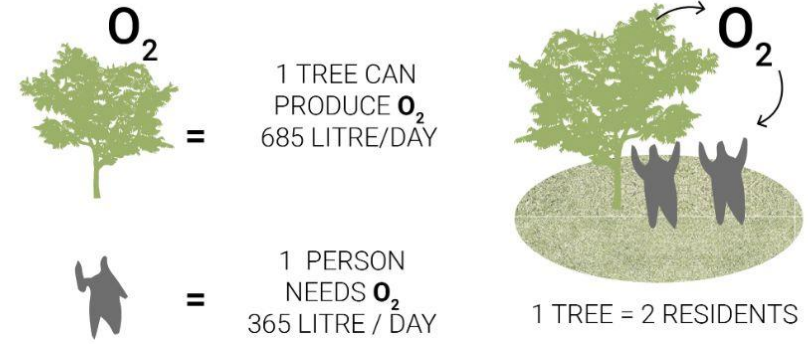 O2
=
1 TREE CAN
PRODUCE O2
685 LITRE/DAY
=
1 PERSON
NEEDS O2
365 LITRE / DAY
O2
1 TREE = 2 RESIDENTS